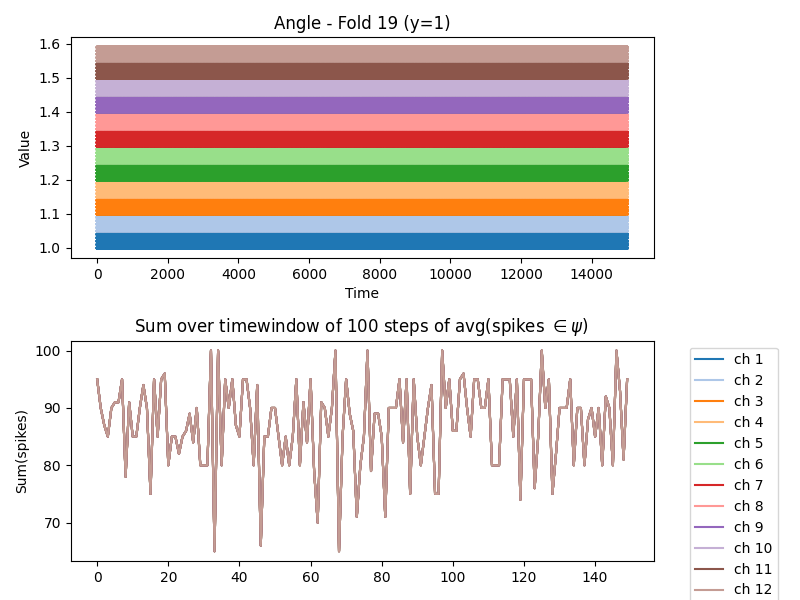 Angle - Fold 19 (y=1)
1.6
1.5
1.4
1.3
1.2
1.1
1.0
Value
0 2000 4000 6000 8000 10000 12000 14000
Time
Sum over timewindow of 100 steps of avg(spikes ∈ ψ)
100
90
80
70
Sum(spikes)
0 20 40 60 80 100 120 140
ch 1
ch 2
ch 3
ch 4
ch 5
ch 6
ch 7
ch 8
ch 9
ch 10
ch 11
ch 12